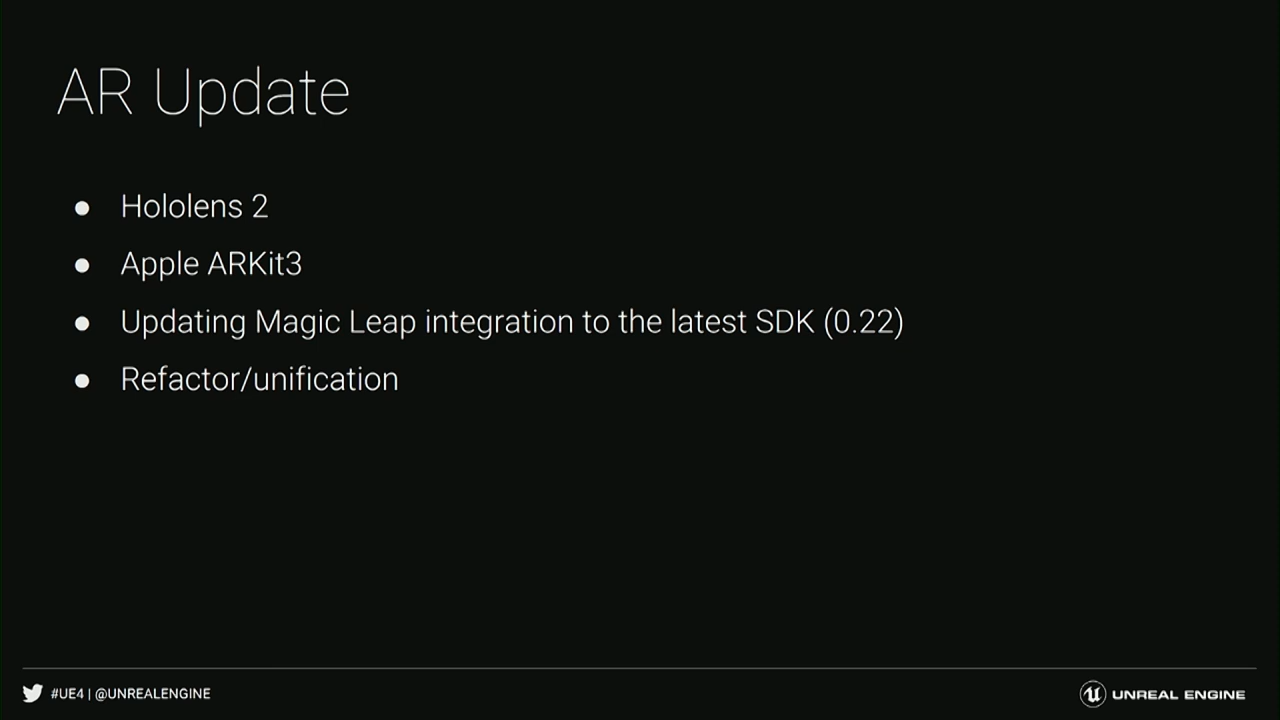 AR Update
● Hololens 2
● Apple ARKit3
● Updating Magic Leap integration to the latest SDK (0.22)
● Refactor/unification
#UE4 | @UNREALENGINE
UNREAL ENGINE